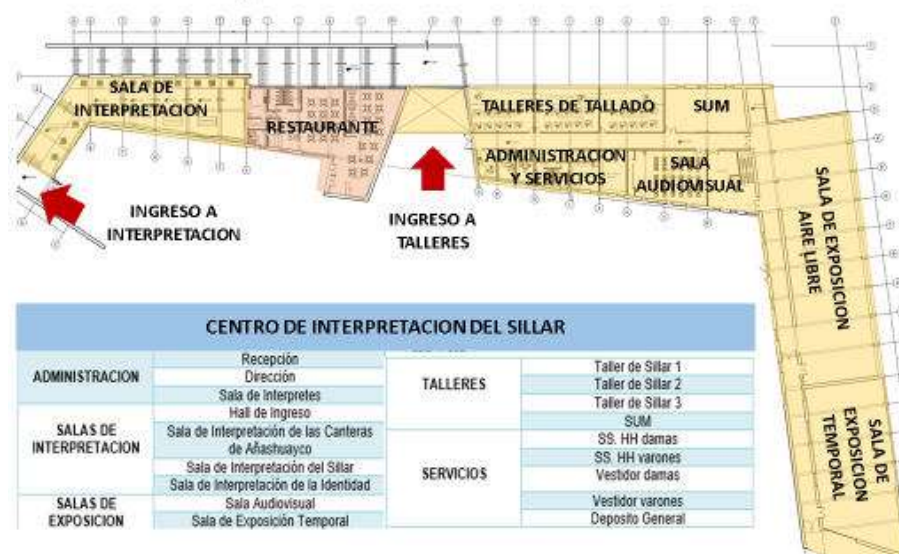 SALA DE
INTERPRETACION
RESTAURANTE
TALLERES DE TALLADO
SUM
ADMINISTRACION
Y SERVICIOS
SALA
AUDIOVISUAL
INGRESO A
INTERPRETACION
INGRESO A
TALLERES
SALA DE EXPOSICION
AIRE LIBRE
SALA DE
EXPOSICION
TEMPORAL
CENTRO DE INTERPRETACION DEL SILLAR
ADMINISTRACION
Recepción
Dirección
Sala de Interpretes
SALAS DE
INTERPRETACION
Hall de Ingreso
Sala de Interpretación de las Canteras
de Añashuayco
Sala de Interpretación del Sillar
Sala de Interpretación de la Identidad
SALAS DE
EXPOSICION
Sala Audiovisual
Sala de Exposición Temporal
TALLERES
Taller de Sillar 1
Taller de Sillar 2
Taller de Sillar 3
SUM
SERVICIOS
SS. HH damas
SS. HH varones
Vestidor damas
Vestidor varones
Deposito General